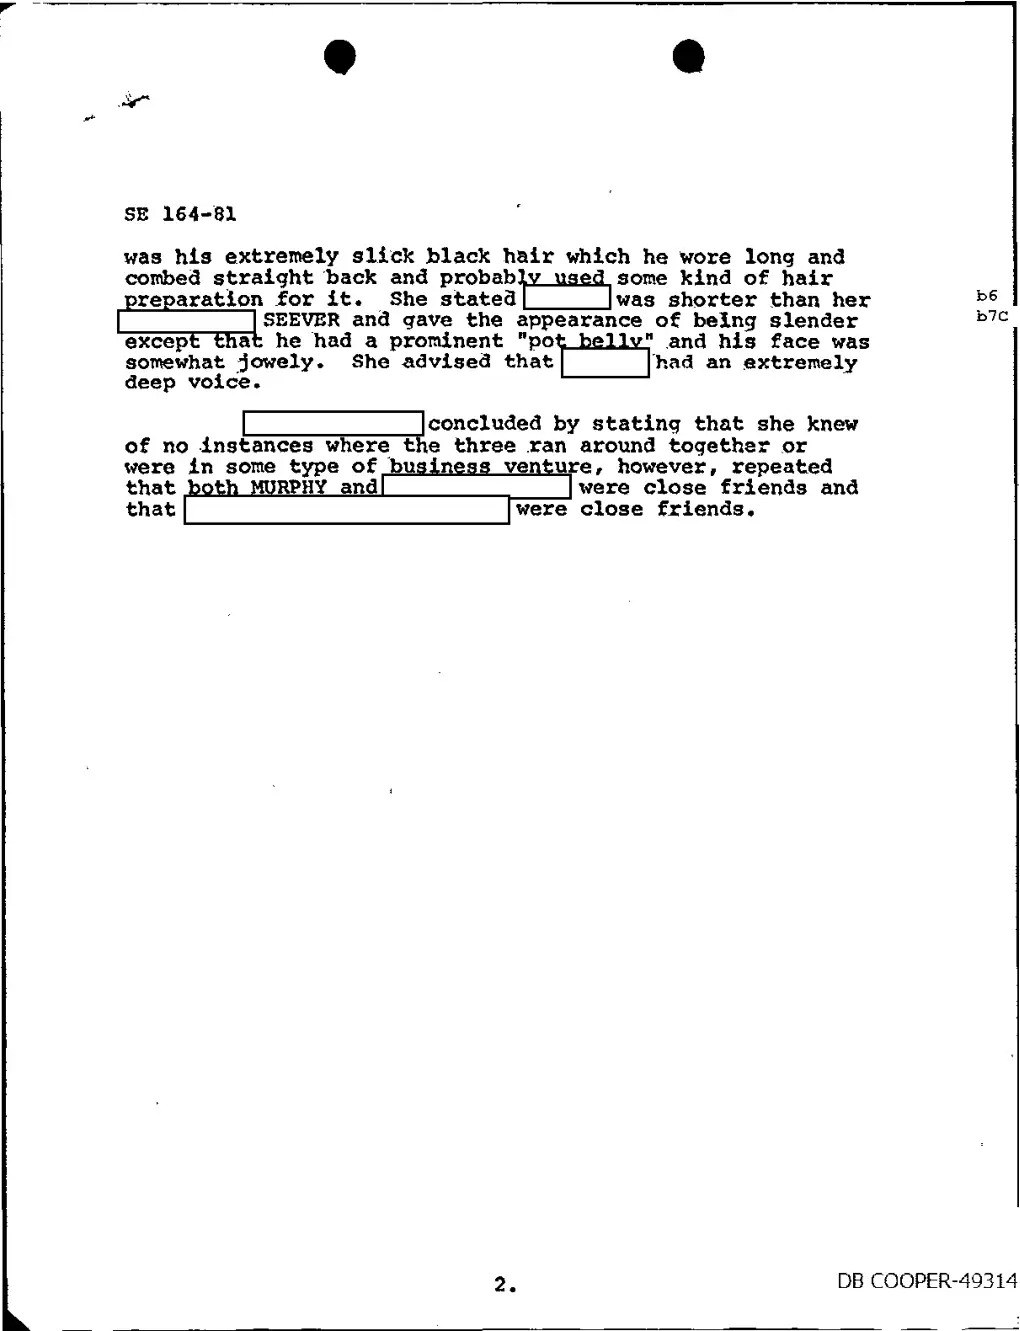 SE 164-81
was his extremely slick black hair which he wore long and
combed straight back and probably used some kind of hair
preparation for it. She stated was shorter than her
b6
SEEVER and gave the appearance of being slender
b7C
except that he had a prominent "pot belly" and his face was
somewhat jowely. She advised that had an extremely
deep voice.
concluded by stating that she knew
of no instances where the three ran around together or
were in some type of business venture, however, repeated
that both MURPHY and were close friends and
that were close friends.
2.
DB COOPER-49314